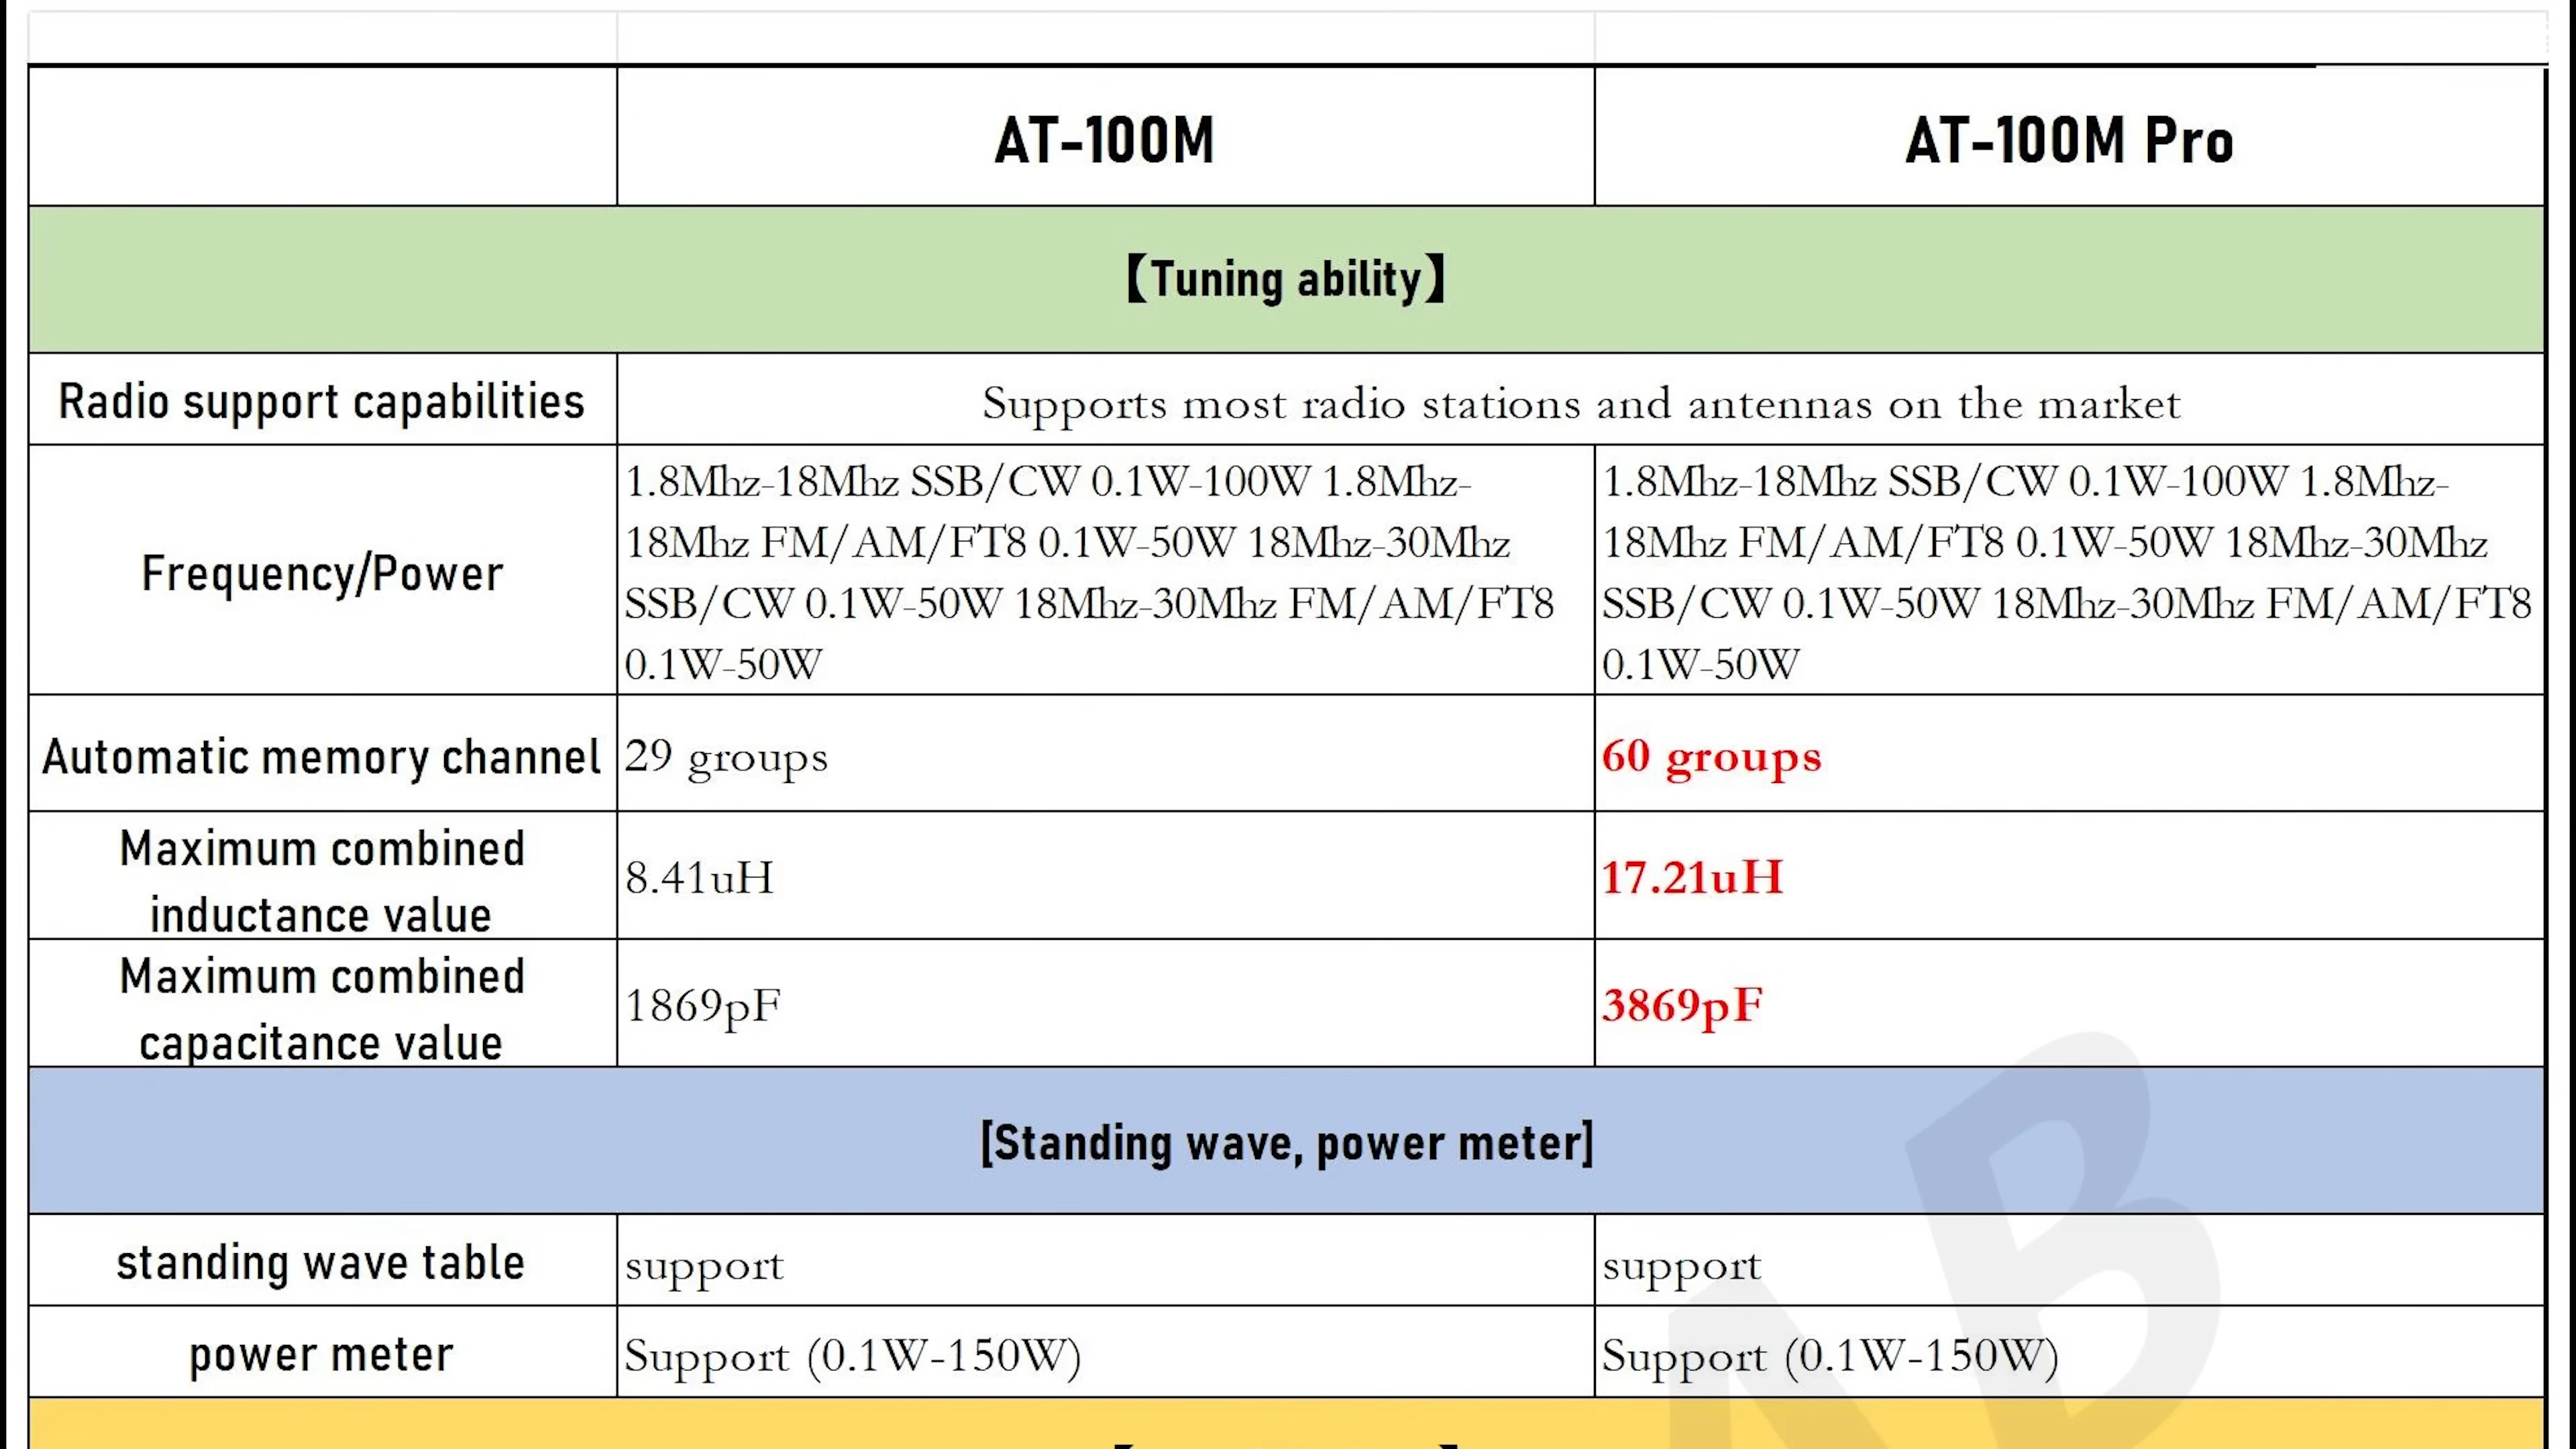 AT-100M
AT-100M Pro
【Tuning ability】
Radio support capabilities
Supports most radio stations and antennas on the market
Frequency/Power
1.8Mhz-18Mhz SSB/CW 0.1W-100W 1.8Mhz-
18Mhz FM/AM/FT8 0.1W-50W 18Mhz-30Mhz
SSB/CW 0.1W-50W 18Mhz-30Mhz FM/AM/FT8
0.1W-50W
1.8Mhz-18Mhz SSB/CW 0.1W-100W 1.8Mhz-
18Mhz FM/AM/FT8 0.1W-50W 18Mhz-30Mhz
SSB/CW 0.1W-50W 18Mhz-30Mhz FM/AM/FT8
0.1W-50W
Automatic memory channel
29 groups
60 groups
Maximum combined
inductance value
8.41uH
17.21uH
Maximum combined
capacitance value
1869pF
3869pF
[Standing wave, power meter]
standing wave table
support
support
power meter
Support (0.1W-150W)
Support (0.1W-150W)